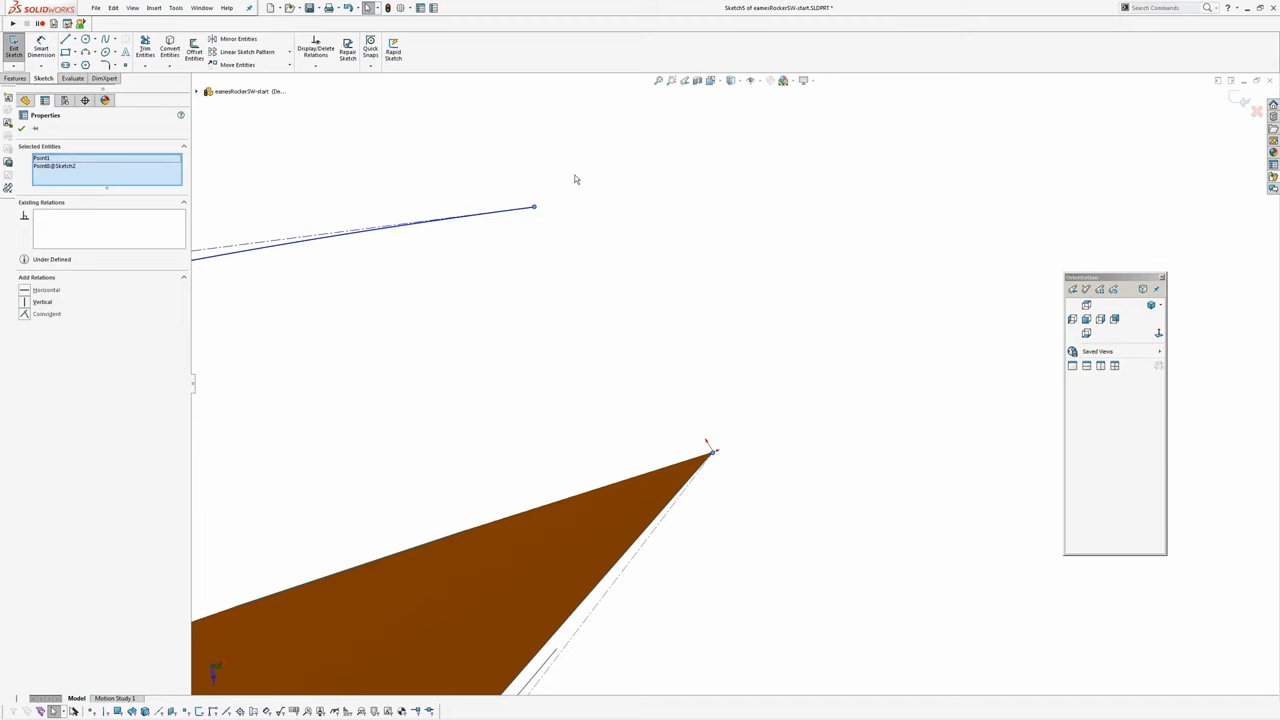 SOLIDWORKS File Edit View Insert Tools Window Help Sketch5 of eamesRockerSW-start.SLDPRT * Search Commands
Exit Sketch Smart Dimension Trim Entities Convert Entities Offset Entities Mirror Entities Display/Delete Relations Repair Sketch Quick Snaps Rapid Sketch
Linear Sketch Pattern
Move Entities
Features Sketch Evaluate DimXpert
eamesRockerSW-start (De...
Properties
Selected Entities
Point1
Point8@Sketch2
Existing Relations
Under Defined
Add Relations
Horizontal
Vertical
Coincident
Orientation
Saved Views
Model Motion Study 1